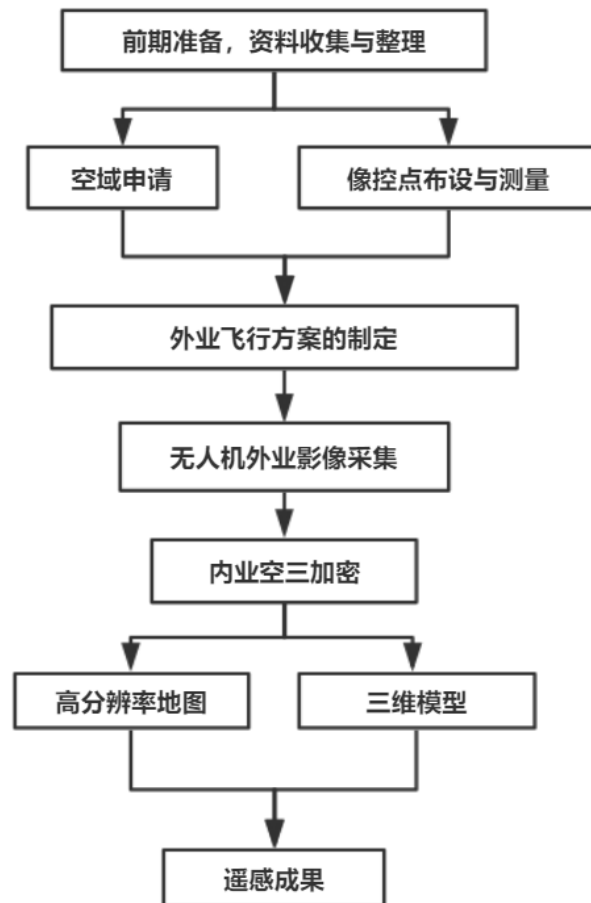 前期准备，资料收集与整理
空域申请
像控点布设与测量
外业飞行方案的制定
无人机外业影像采集
内业空三加密
高分辨率地图
三维模型
遥感成果